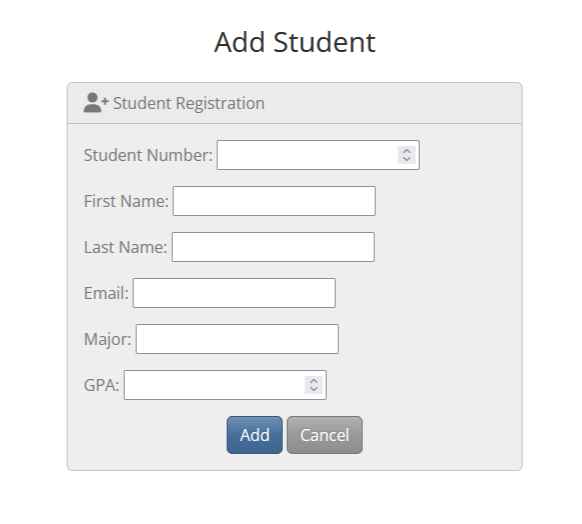 Add Student
Student Registration
Student Number:
First Name:
Last Name:
Email:
Major:
GPA:
Add Cancel